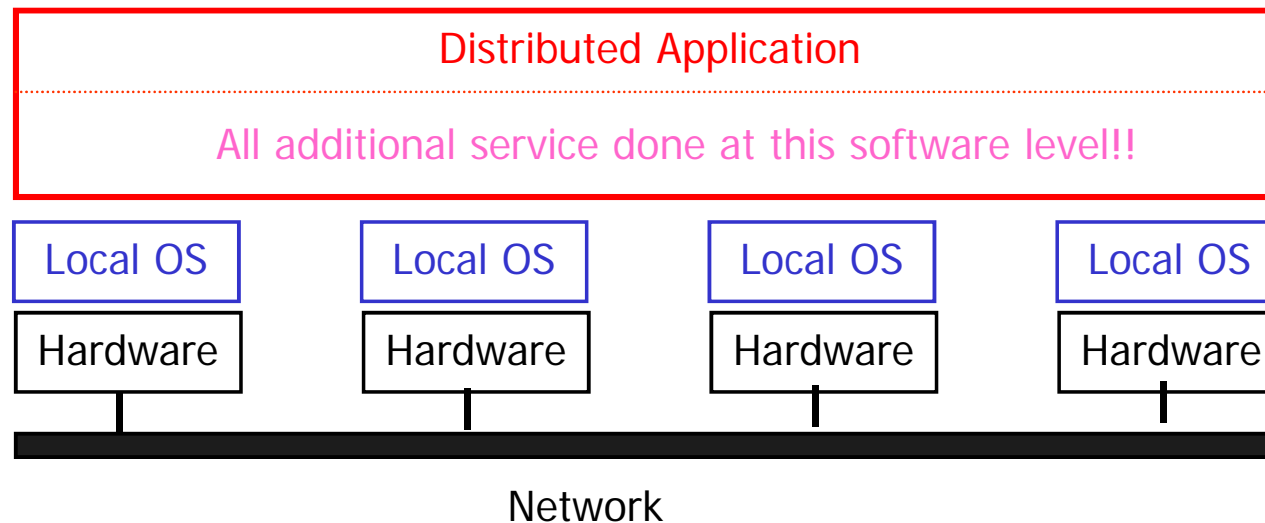 Distributed Application
All additional service done at this software level!!
Local OS Local OS Local OS Local OS
Hardware Hardware Hardware Hardware
Network